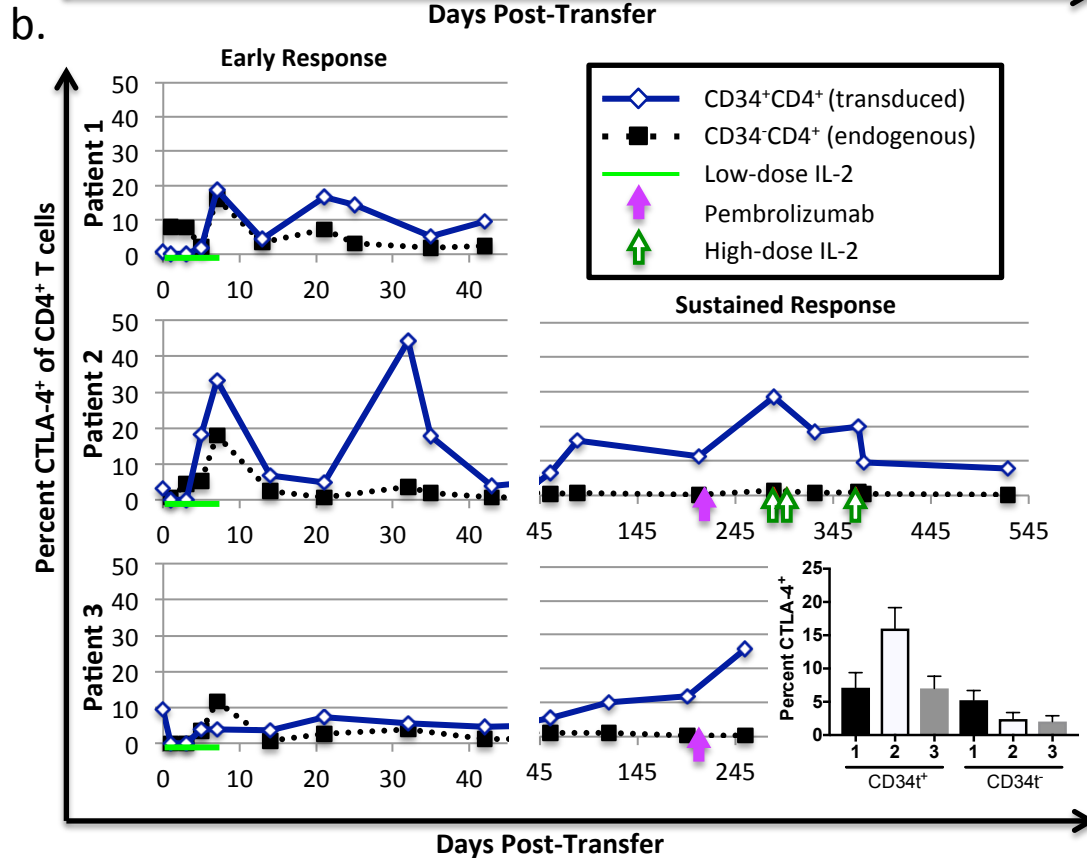 Days Post-Transfer
b.
Early Response
CD34⁺CD4⁺ (transduced)
CD34⁻CD4⁺ (endogenous)
Low-dose IL-2
Pembrolizumab
High-dose IL-2
Percent CTLA-4⁺ of CD4⁺ T cells
Patient 1
50
40
30
20
10
0
0 10 20 30 40
Sustained Response
Patient 2
50
40
30
20
10
0
0 10 20 30 40
45 145 245 345 445 545
Patient 3
50
40
30
20
10
0
0 10 20 30 40
45 145 245
Percent CTLA-4⁺
25
20
15
10
5
0
1 2 3 1 2 3
CD34t⁺ CD34t⁻
Days Post-Transfer